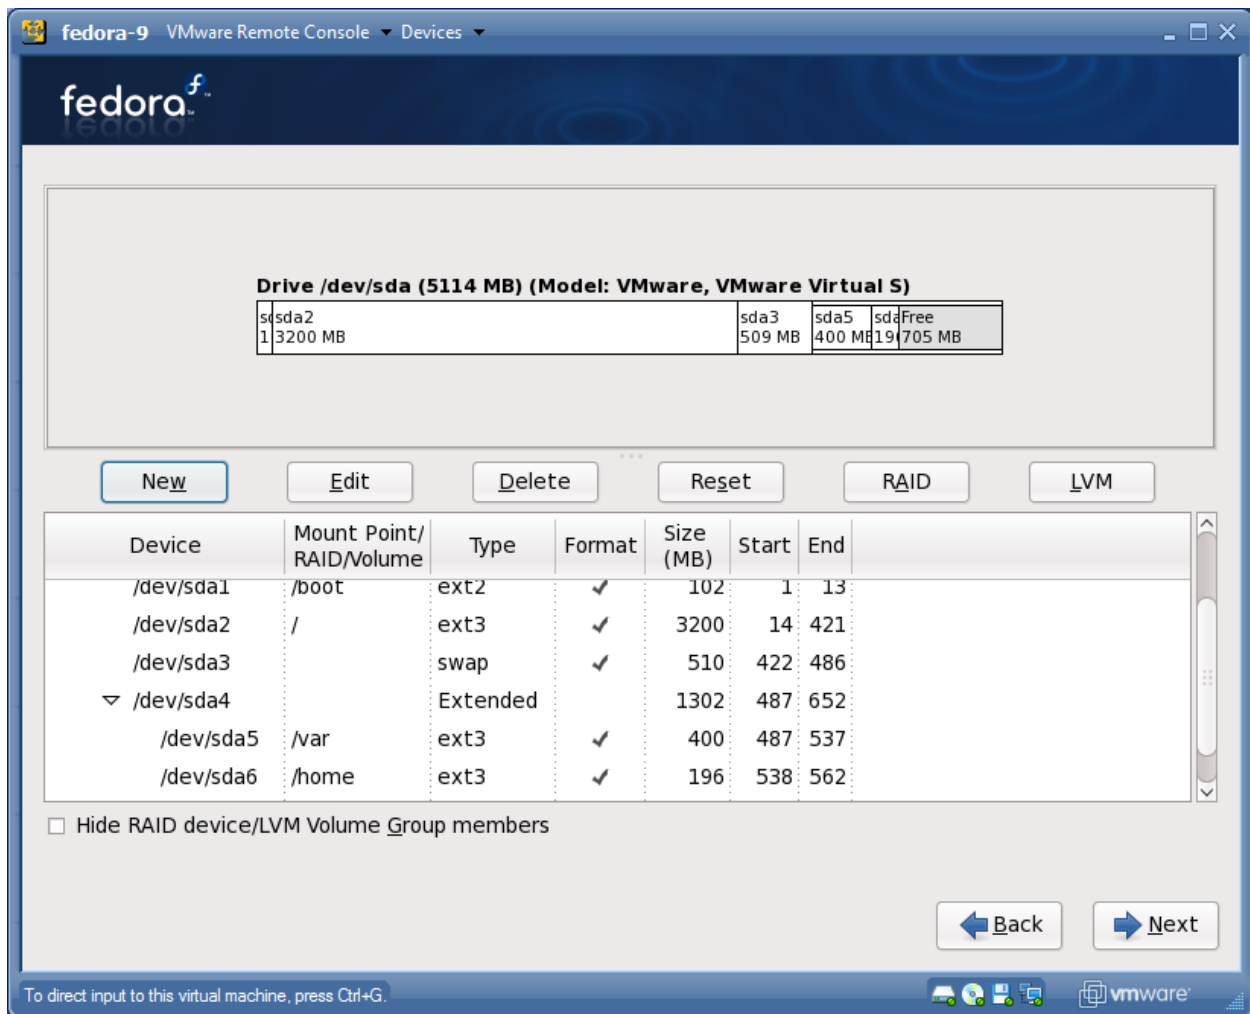 fedora-9 VMware Remote Console Devices
fedora
Drive /dev/sda (5114 MB) (Model: VMware, VMware Virtual S)
sda2 sda3 sda5 sda Free
1 3200 MB 509 MB 400 MB 19 705 MB
New Edit Delete Reset RAID LVM
Device Mount Point/ RAID/Volume Type Format Size (MB) Start End
/dev/sda1 /boot ext2 102 1 13
/dev/sda2 / ext3 3200 14 421
/dev/sda3 swap 510 422 486
/dev/sda4 Extended 1302 487 652
/dev/sda5 /var ext3 400 487 537
/dev/sda6 /home ext3 196 538 562
Hide RAID device/LVM Volume Group members
Back Next
To direct input to this virtual machine, press Ctrl+G.
vmware